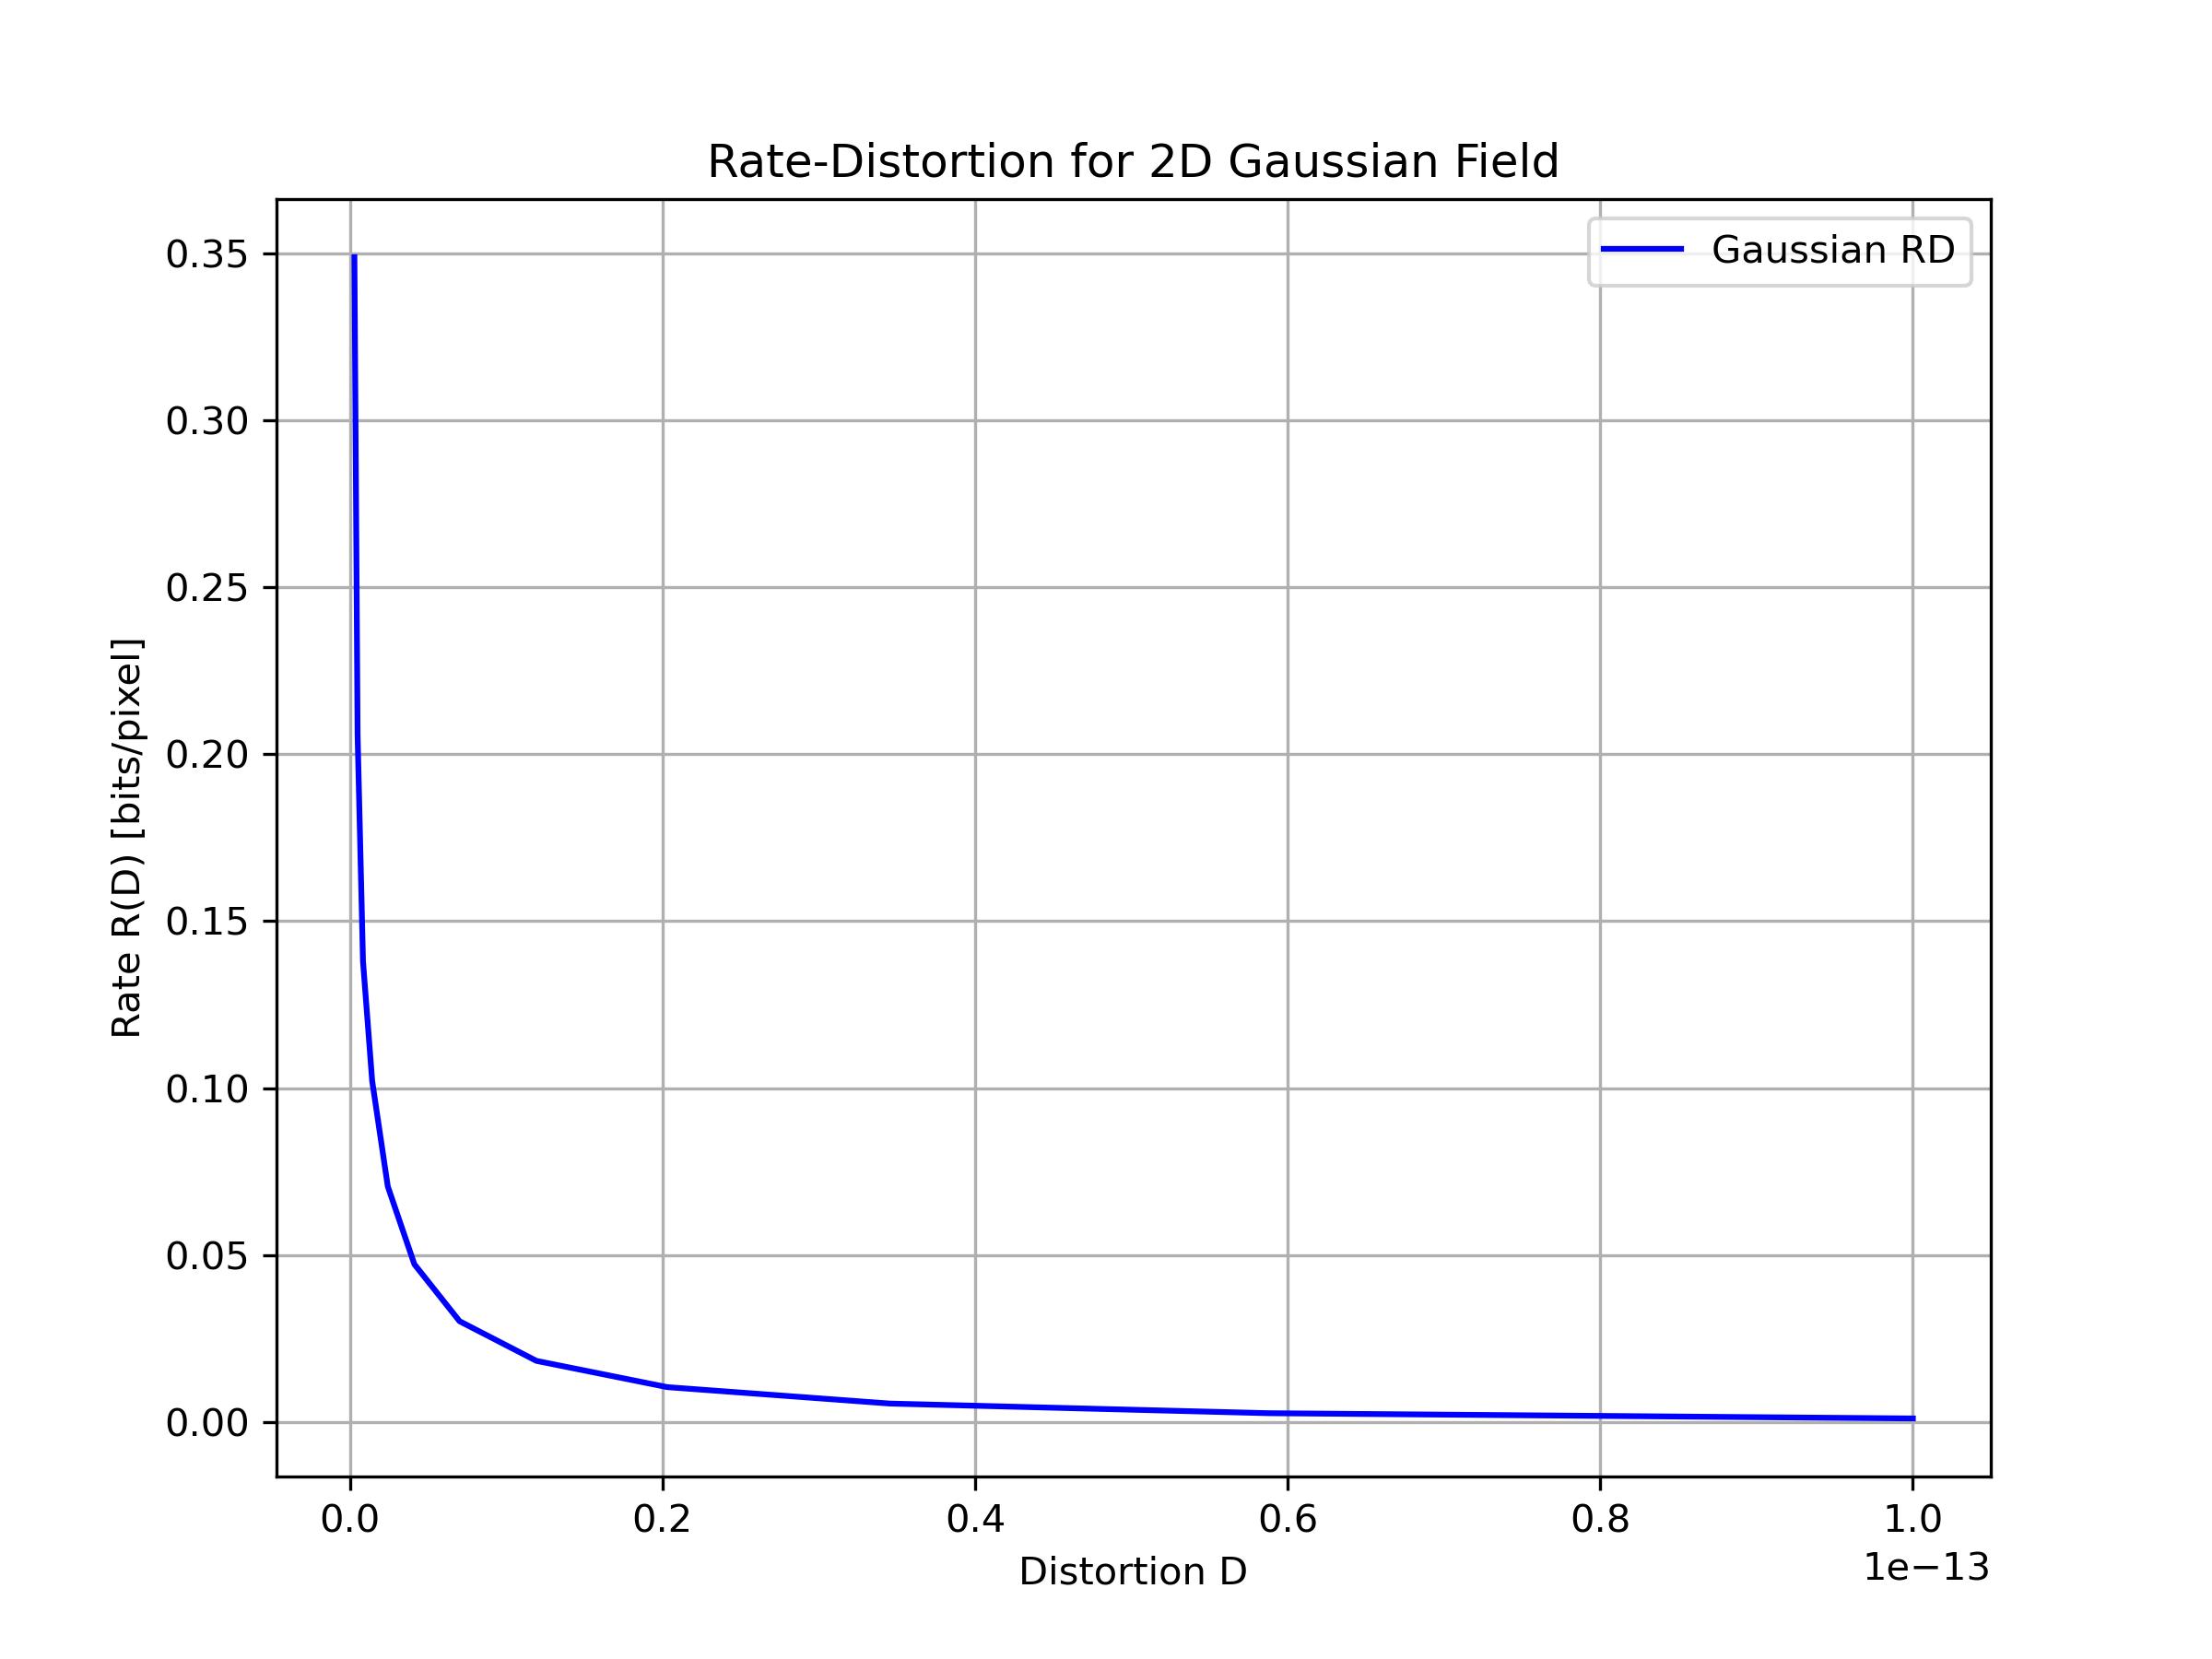 Rate-Distortion for 2D Gaussian Field
Gaussian RD
Rate R(D) [bits/pixel]
0.35
0.30
0.25
0.20
0.15
0.10
0.05
0.00
0.0 0.2 0.4 0.6 0.8 1.0
1e−13
Distortion D